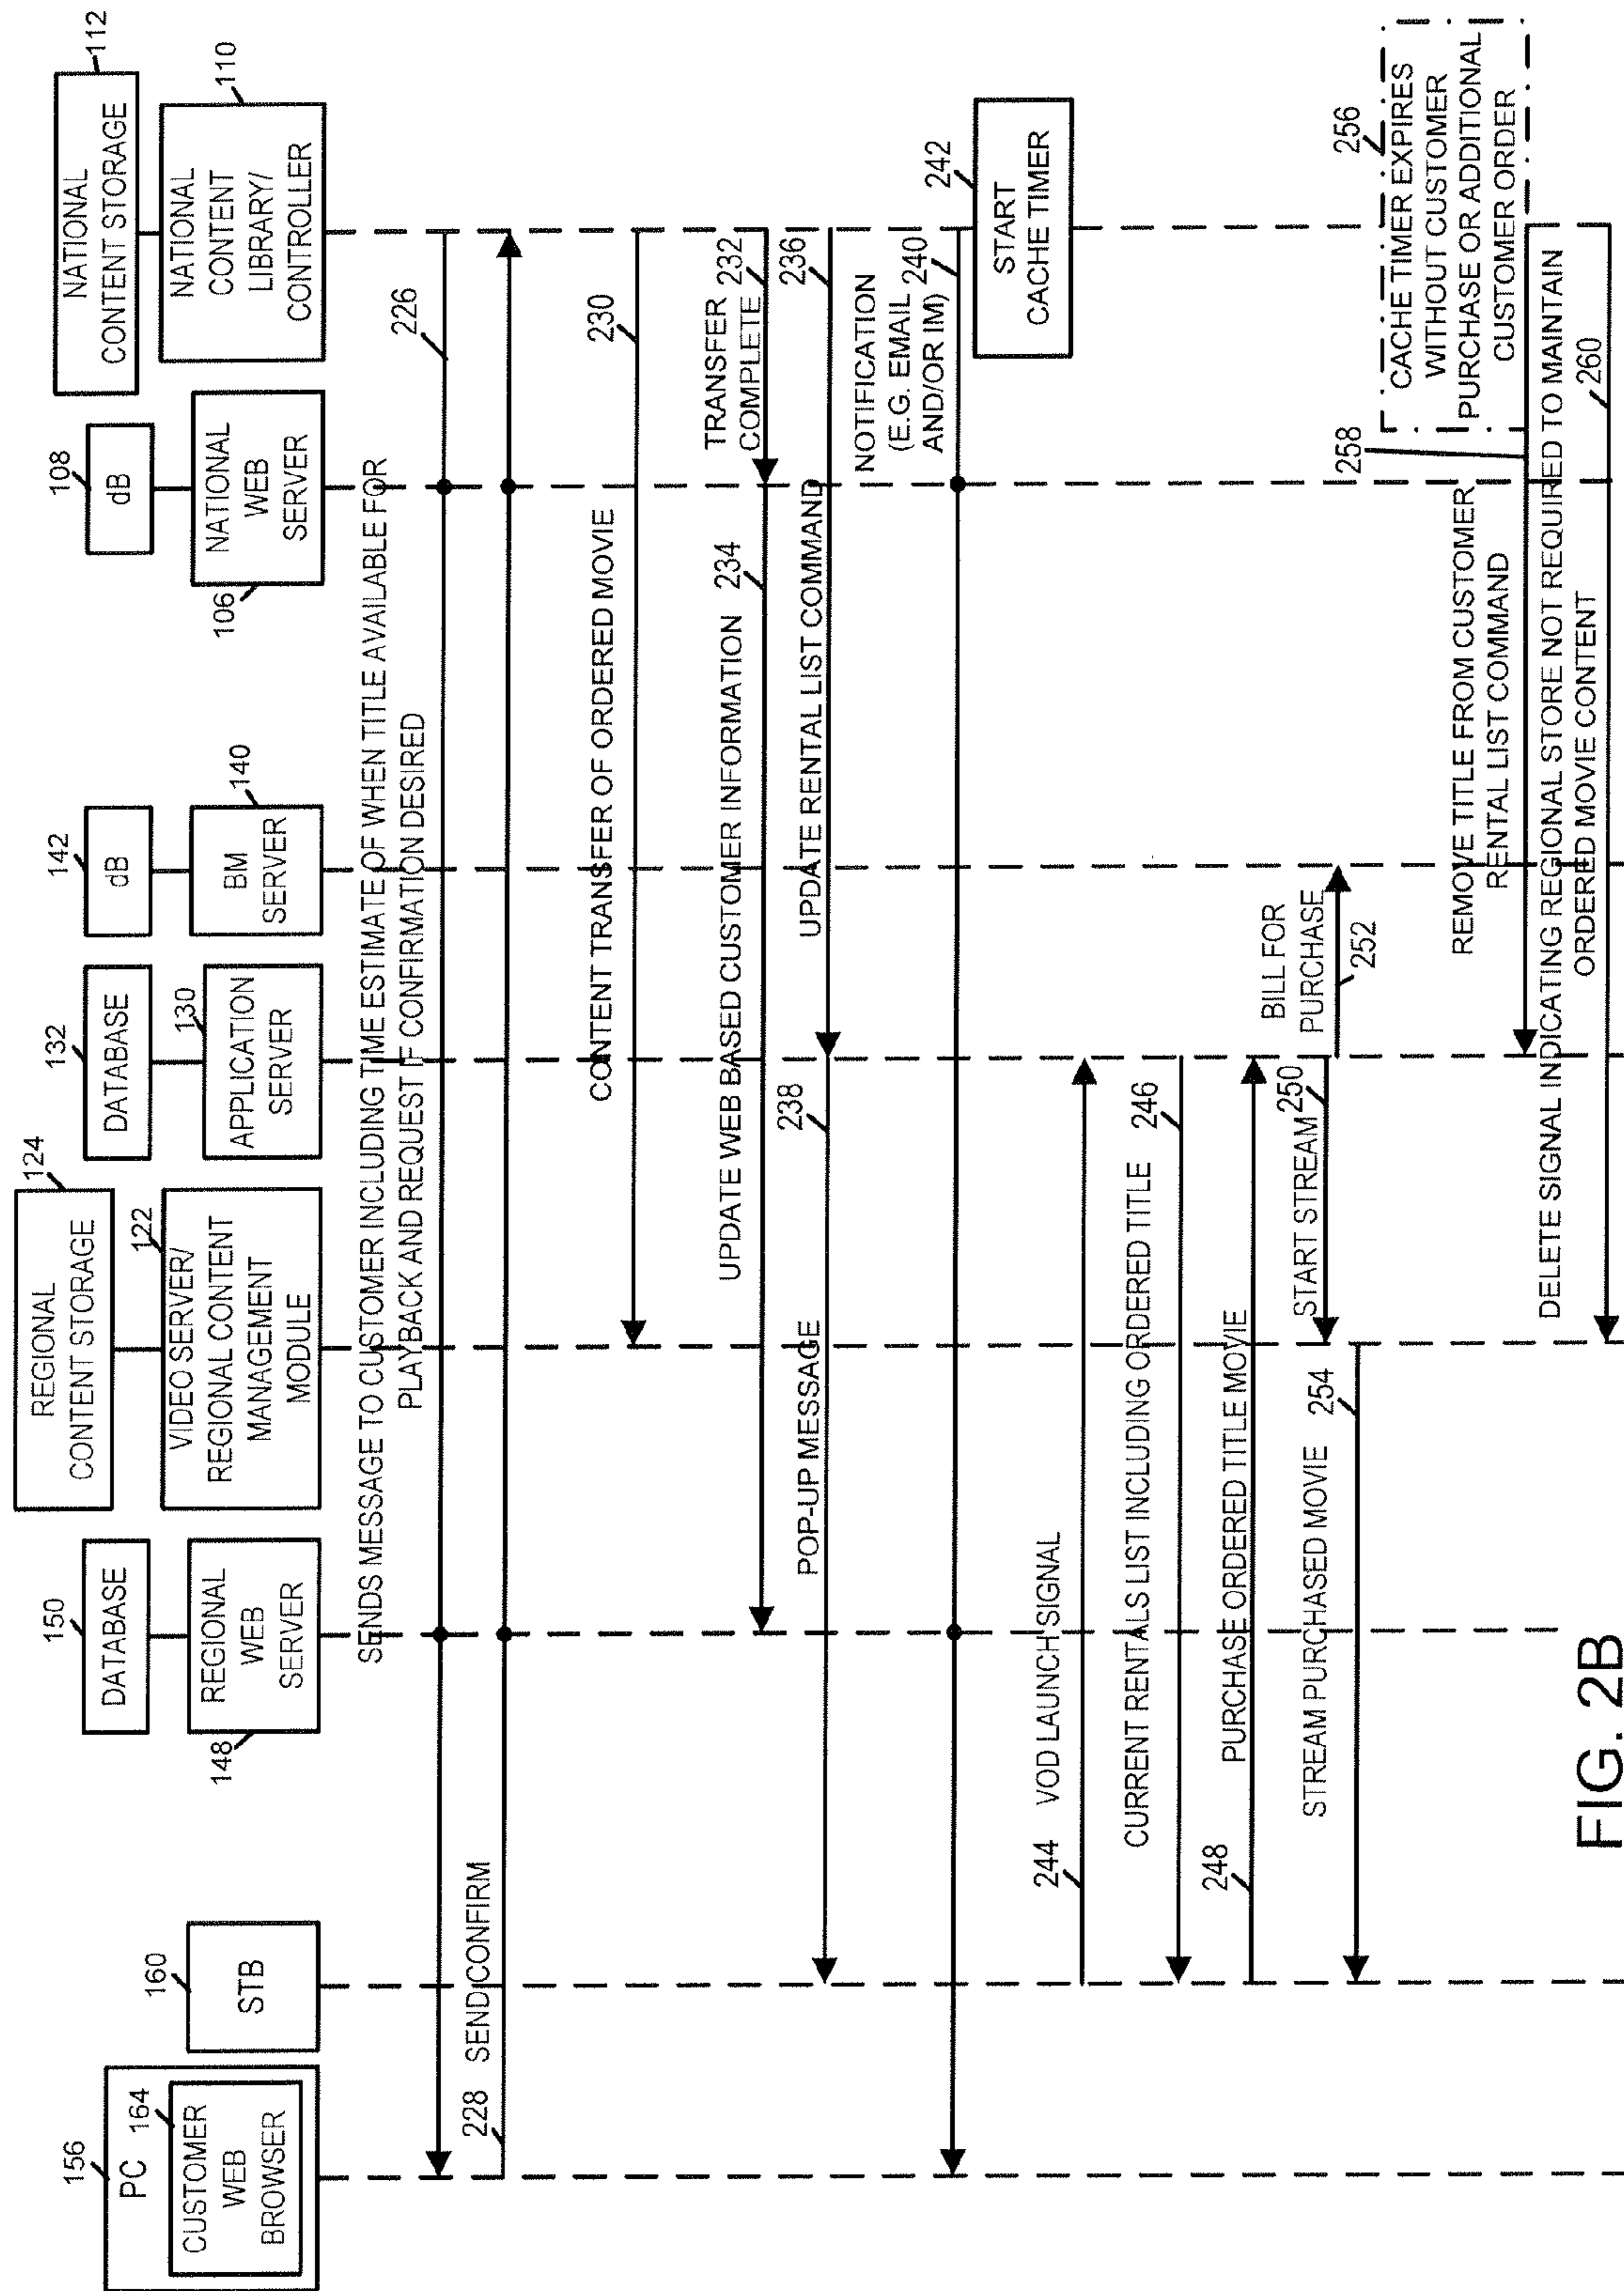 156
PC
164
CUSTOMER
WEB
BROWSER
160
STB
150
DATABASE
REGIONAL
WEB
SERVER
148
124
REGIONAL
CONTENT STORAGE
122
VIDEO SERVER/
REGIONAL CONTENT
MANAGEMENT
MODULE
132
DATABASE
130
APPLICATION
SERVER
142
dB
140
BM
SERVER
108
dB
NATIONAL
WEB
SERVER
106
112
NATIONAL
CONTENT STORAGE
110
NATIONAL
CONTENT
LIBRARY/
CONTROLLER
SENDS MESSAGE TO CUSTOMER INCLUDING TIME ESTIMATE OF WHEN TITLE AVAILABLE FOR
PLAYBACK AND REQUEST IF CONFIRMATION DESIRED
226
228 SENDCONFIRM
CONTENT TRANSFER OF ORDERED MOVIE
230
TRANSFER
COMPLETE 232
UPDATE WEB BASED CUSTOMER INFORMATION 234
UPDATE RENTAL LIST COMMAND
236
POP-UP MESSAGE
238
NOTIFICATION
(E.G. EMAIL
AND/OR IM) 240
242
START
CACHE TIMER
244 VOD LAUNCH SIGNAL
CURRENT RENTALS LIST INCLUDING ORDERED TITLE
246
248
PURCHASE ORDERED TITLE MOVIE
START STREAM 250
BILL FOR
PURCHASE
252
STREAM PURCHASED MOVIE 254
256
CACHE TIMER EXPIRES
WITHOUT CUSTOMER
PURCHASE OR ADDITIONAL
CUSTOMER ORDER
REMOVE TITLE FROM CUSTOMER
RENTAL LIST COMMAND
258
DELETE SIGNAL INDICATING REGIONAL STORE NOT REQUIRED TO MAINTAIN
ORDERED MOVIE CONTENT
260
FIG. 2B